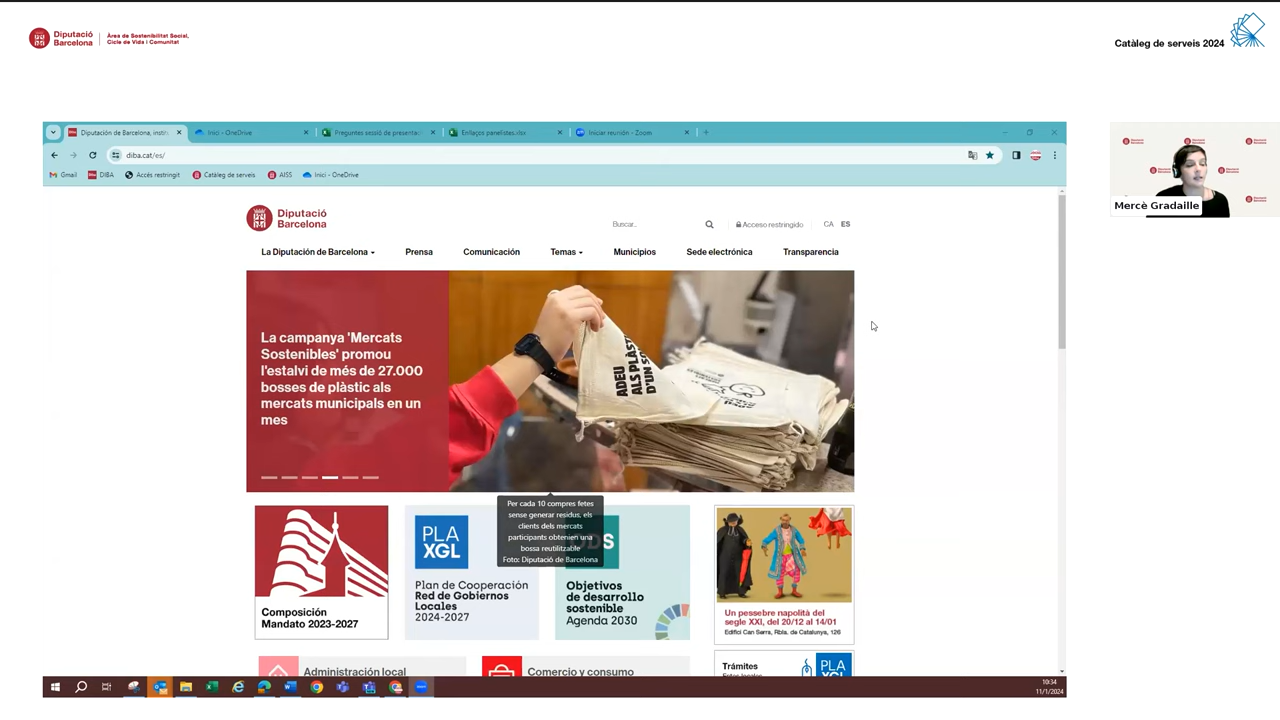 Diputació
Barcelona
Àrea de Sostenibilitat Social,
Cicle de Vida i Comunitat
Catàleg de serveis 2024
Diputación de Barcelona, instit
Inici - OneDrive
Preguntes sessió de presentac
Enllaços panelistes.xlsx
Iniciar reunión - Zoom
diba.cat/es/
Gmail
DIBA
Accés restringit
Catàleg de serveis
AISS
Inici - OneDrive
Mercè Gradaille
Diputació
Barcelona
Buscar...
Acceso restringido
CA
ES
La Diputación de Barcelona
Prensa
Comunicación
Temas
Municipios
Sede electrónica
Transparencia
La campanya 'Mercats
Sostenibles' promou
l'estalvi de més de 27.000
bosses de plàstic als
mercats municipals en un
mes
ADEU
ALS PLÀST
D'UN SO
Per cada 10 compres fetes
sense generar residus, els
clients dels mercats
participants obtenien una
bossa reutilitzable
Foto: Diputació de Barcelona
Composición
Mandato 2023-2027
PLA
XGL
Plan de Cooperación
Red de Gobiernos
Locales
2024-2027
Objetivos
de desarrollo
sostenible
Agenda 2030
Un pessebre napolità del
segle XXI, del 20/12 al 14/01
Edifici Can Serra, Rbla. de Catalunya, 126
Administración local
Comercio y consumo
Trámites
PLA
10:34
11/1/2024